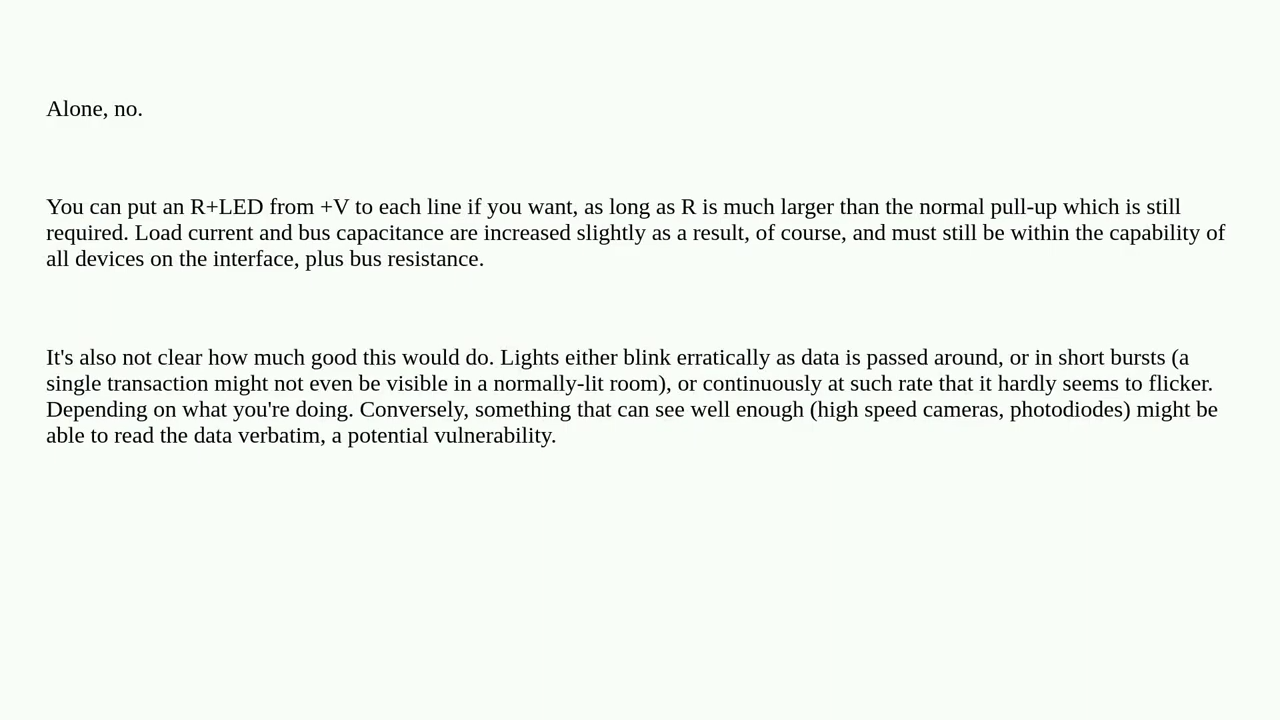 Alone, no.
You can put an R+LED from +V to each line if you want, as long as R is much larger than the normal pull-up which is still
required. Load current and bus capacitance are increased slightly as a result, of course, and must still be within the capability of
all devices on the interface, plus bus resistance.
It's also not clear how much good this would do. Lights either blink erratically as data is passed around, or in short bursts (a
single transaction might not even be visible in a normally-lit room), or continuously at such rate that it hardly seems to flicker.
Depending on what you're doing. Conversely, something that can see well enough (high speed cameras, photodiodes) might be
able to read the data verbatim, a potential vulnerability.